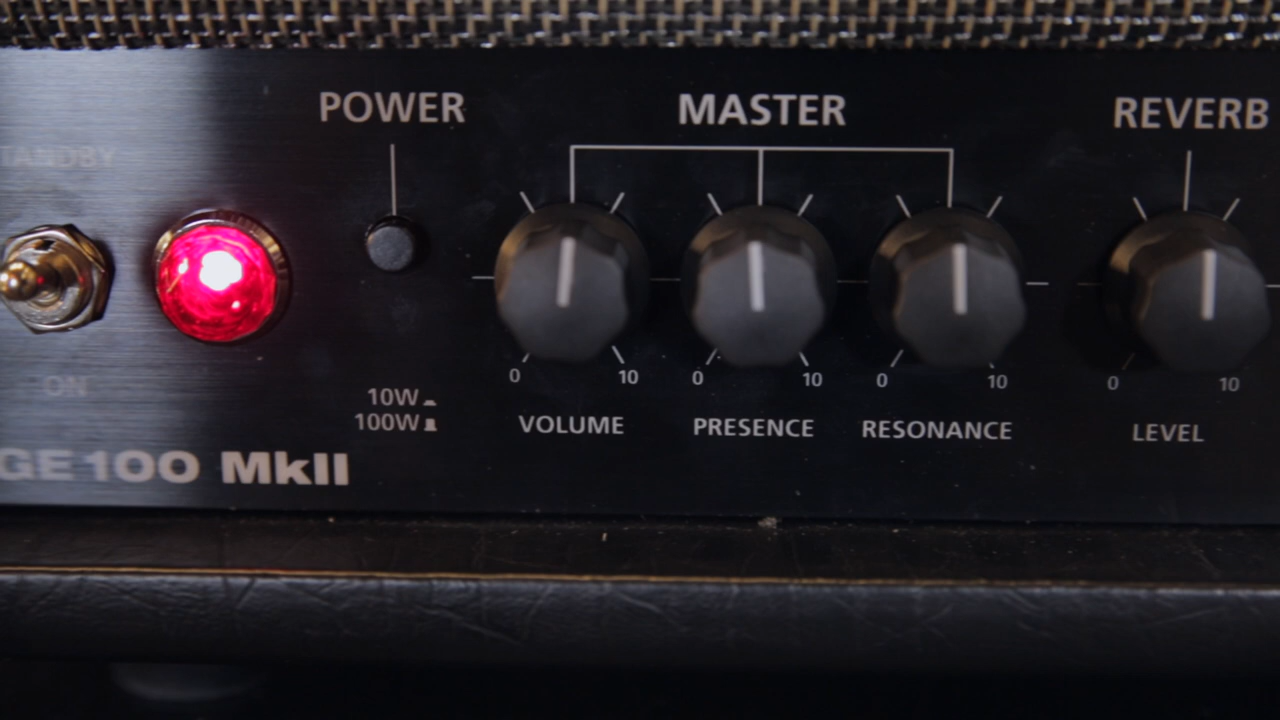 POWER
MASTER
REVERB
TANDBY
ON
10W
100W
0 10
0 10
0 10
0 10
VOLUME
PRESENCE
RESONANCE
LEVEL
GE100 MkII